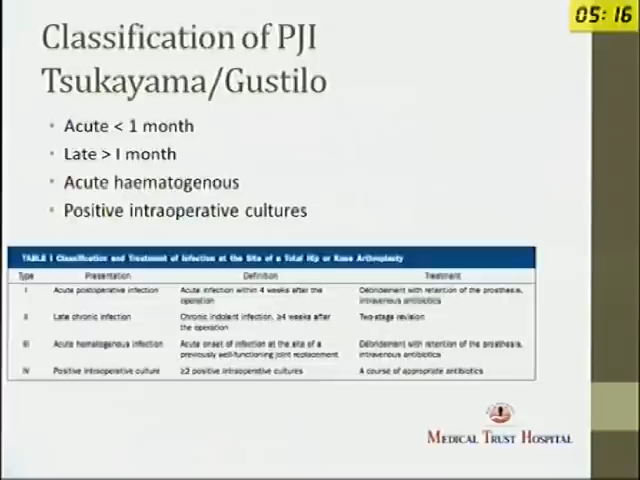 05:16
Classification of PJI
Tsukayama/Gustilo
• Acute < 1 month
• Late > I month
• Acute haematogenous
• Positive intraoperative cultures
TABLE I Classification and Treatment of Infection at the Site of a Total Hip or Knee Arthroplasty
Type Presentation Definition Treatment
I Acute postoperative infection Acute infection within 4 weeks after the Débridement with retention of the prosthesis,
operation intravenous antibiotics
II Late chronic infection Chronic indolent infection, ≥4 weeks after Two-stage revision
the operation
III Acute hematogenous infection Acute onset of infection at the site of a Débridement with retention of the prosthesis,
previously well-functioning joint replacement intravenous antibiotics
IV Positive intraoperative culture ≥2 positive intraoperative cultures A course of appropriate antibiotics
MEDICAL TRUST HOSPITAL